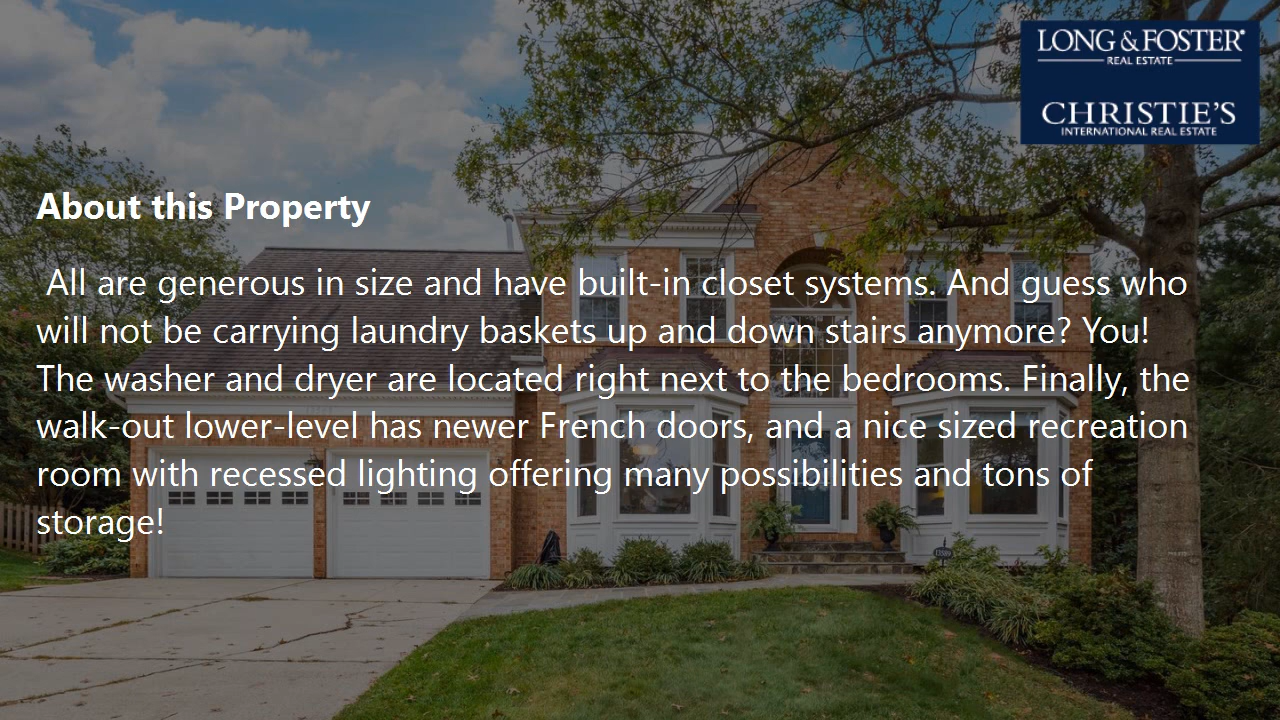 LONG & FOSTER®
REAL ESTATE
CHRISTIE'S
INTERNATIONAL REAL ESTATE
About this Property
All are generous in size and have built-in closet systems. And guess who
will not be carrying laundry baskets up and down stairs anymore? You!
The washer and dryer are located right next to the bedrooms. Finally, the
walk-out lower-level has newer French doors, and a nice sized recreation
room with recessed lighting offering many possibilities and tons of
storage!